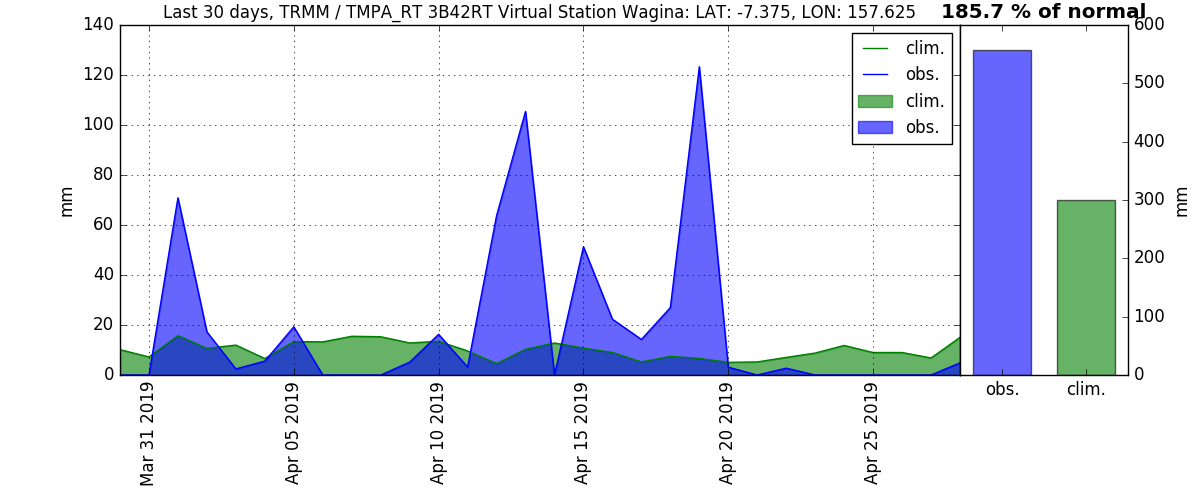 Last 30 days, TRMM / TMPA_RT 3B42RT Virtual Station Wagina: LAT: -7.375, LON: 157.625
185.7 % of normal
140
120
100
80
60
40
20
0
mm
clim.
obs.
clim.
obs.
Mar 31 2019
Apr 05 2019
Apr 10 2019
Apr 15 2019
Apr 20 2019
Apr 25 2019
600
500
400
300
200
100
0
mm
obs.
clim.